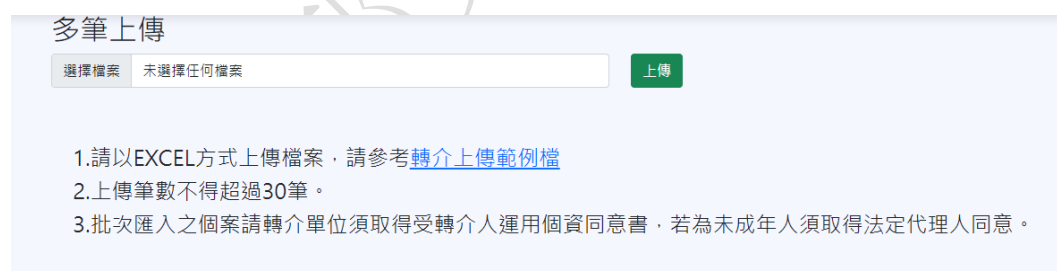 多筆上傳
選擇檔案 未選擇任何檔案 上傳
1.請以EXCEL方式上傳檔案，請參考轉介上傳範例檔
2.上傳筆數不得超過30筆。
3.批次匯入之個案請轉介單位須取得受轉介人運用個資同意書，若為未成年人須取得法定代理人同意。